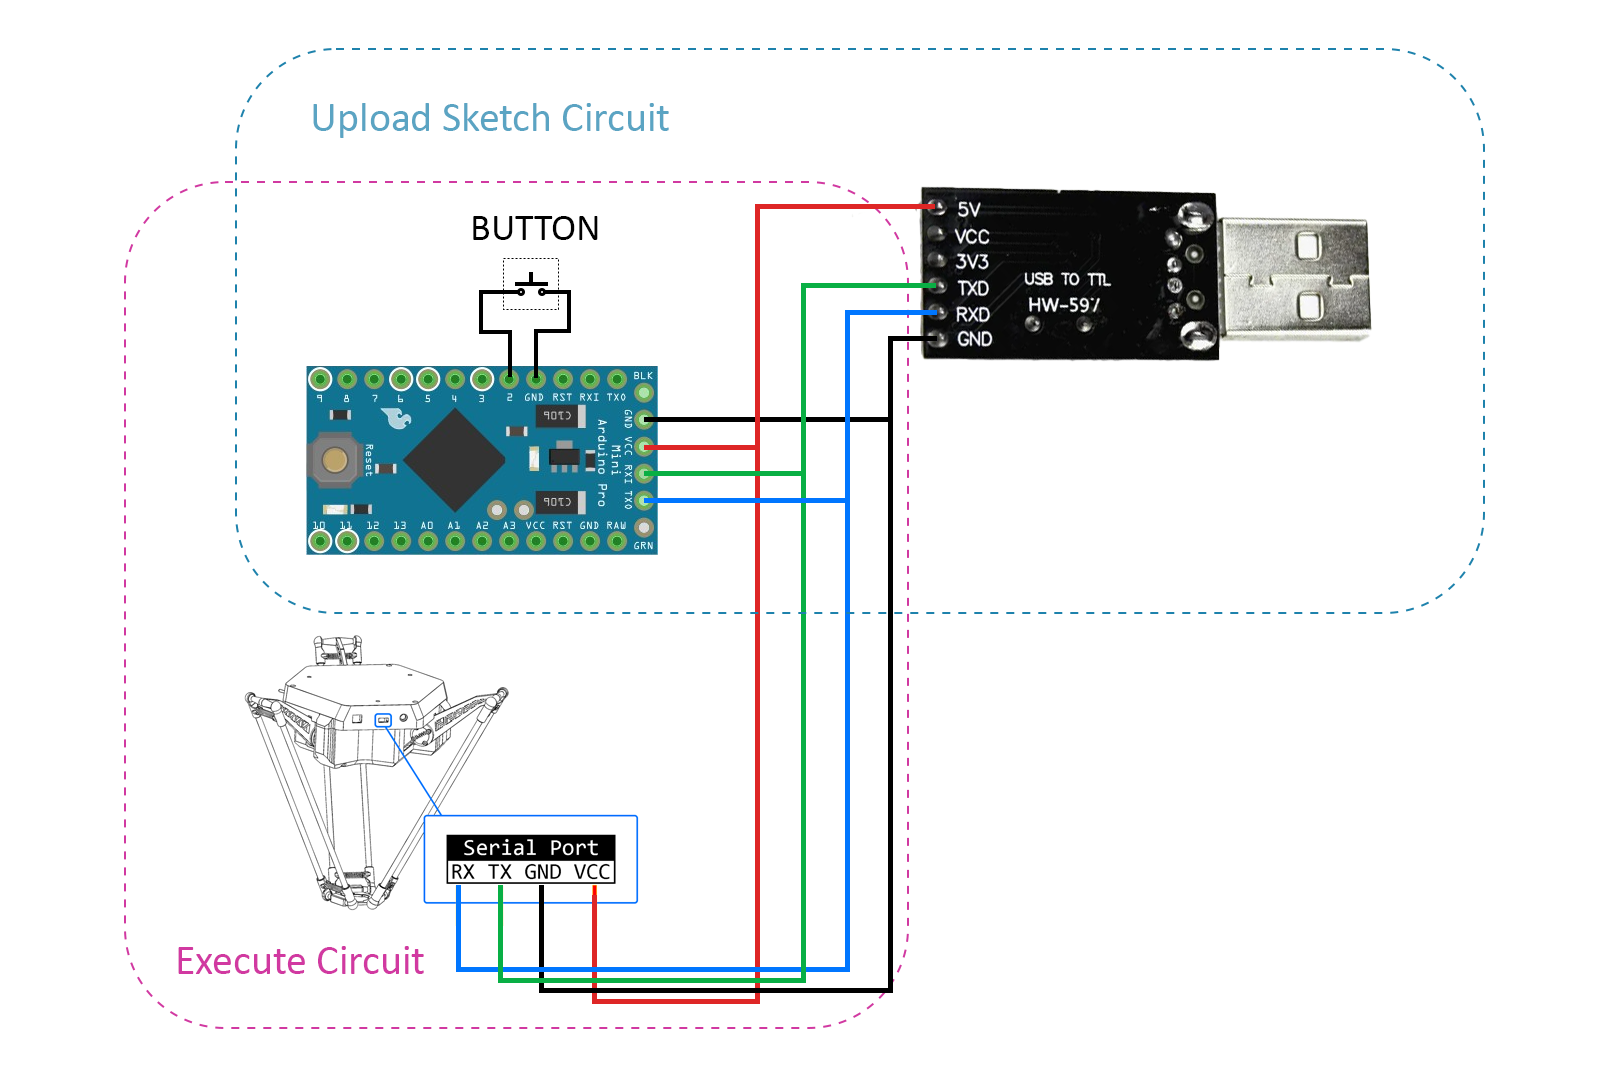 Upload Sketch Circuit
BUTTON
5V
VCC
3V3
TXD
RXD
GND
USB TO TTL
HW-597
BLK
9 8 7 6 5 4 3 2 GND RST RXI TXO
GND VCC RXI TXO
Reset
Arduino Pro
Mini
10 11 12 13 A0 A1 A2 A3 VCC RST GND RAW
GRN
Serial Port
RX TX GND VCC
Execute Circuit